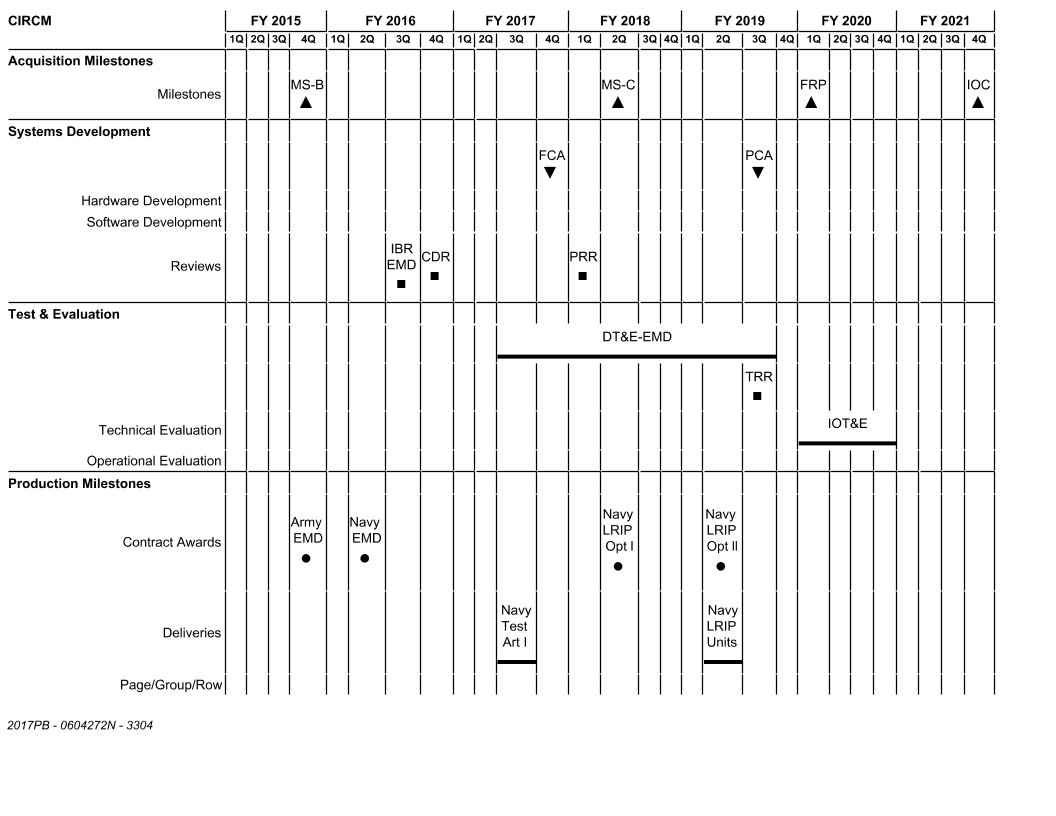 CIRCM FY 2015 FY 2016 FY 2017 FY 2018 FY 2019 FY 2020 FY 2021
1Q 2Q 3Q 4Q 1Q 2Q 3Q 4Q 1Q 2Q 3Q 4Q 1Q 2Q 3Q 4Q 1Q 2Q 3Q 4Q 1Q 2Q 3Q 4Q 1Q 2Q 3Q 4Q
Acquisition Milestones
MS-B MS-C FRP IOC
Milestones
Systems Development
FCA PCA
Hardware Development
Software Development
IBR
EMD CDR PRR
Reviews
Test & Evaluation
DT&E-EMD
TRR
IOT&E
Technical Evaluation
Operational Evaluation
Production Milestones
Army Navy Navy Navy
EMD EMD LRIP LRIP
Opt I Opt II
Contract Awards
Navy Navy
Test LRIP
Art I Units
Deliveries
Page/Group/Row
2017PB - 0604272N - 3304